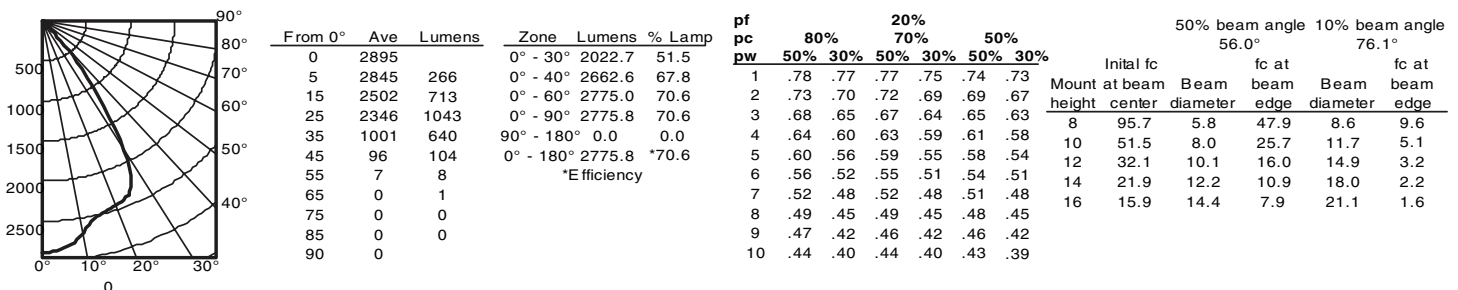 90°
80°
70°
60°
50°
40°
500
1000
1500
2000
2500
0° 10° 20° 30°
0
From 0° Ave Lumens
0 2895
5 2845 266
15 2502 713
25 2346 1043
35 1001 640
45 96 104
55 7 8
65 0 1
75 0 0
85 0 0
90 0
Zone Lumens % Lamp
0° - 30° 2022.7 51.5
0° - 40° 2662.6 67.8
0° - 60° 2775.0 70.6
0° - 90° 2775.8 70.6
90° - 180° 0.0 0.0
0° - 180° 2775.8 *70.6
*Efficiency
pf 20%
pc 80% 70% 50%
pw 50% 30% 50% 30% 50% 30%
1 .78 .77 .77 .75 .74 .73
2 .73 .70 .72 .69 .69 .67
3 .68 .65 .67 .64 .65 .63
4 .64 .60 .63 .59 .61 .58
5 .60 .56 .59 .55 .58 .54
6 .56 .52 .55 .51 .54 .51
7 .52 .48 .52 .48 .51 .48
8 .49 .45 .49 .45 .48 .45
9 .47 .42 .46 .42 .46 .42
10 .44 .40 .44 .40 .43 .39
50% beam angle 10% beam angle
56.0° 76.1°
Inital fc fc at fc at
Mount at beam Beam beam Beam beam
height center diameter edge diameter edge
8 95.7 5.8 47.9 8.6 9.6
10 51.5 8.0 25.7 11.7 5.1
12 32.1 10.1 16.0 14.9 3.2
14 21.9 12.2 10.9 18.0 2.2
16 15.9 14.4 7.9 21.1 1.6